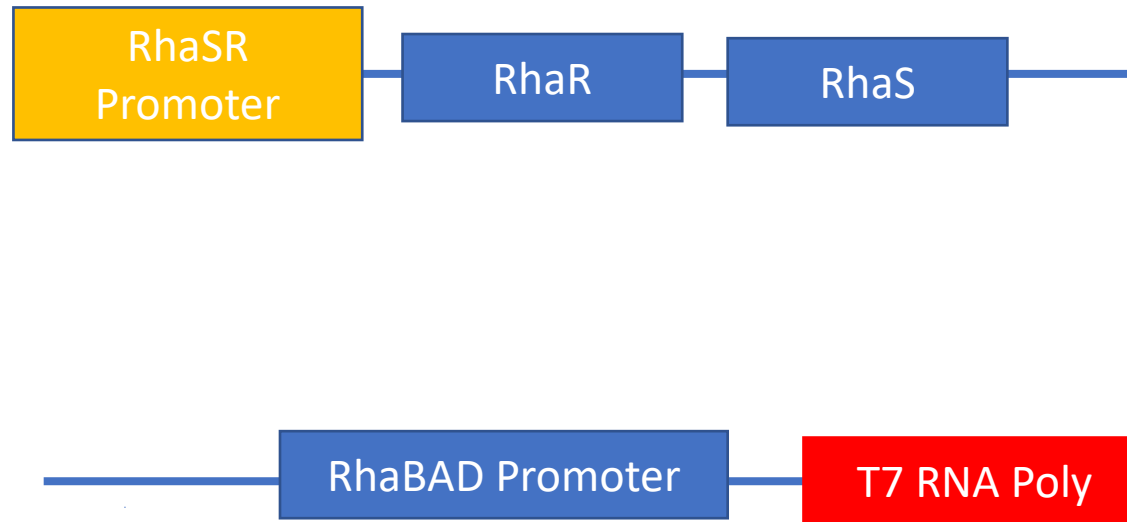 RhaSR
Promoter
RhaR
RhaS
RhaBAD Promoter
T7 RNA Poly